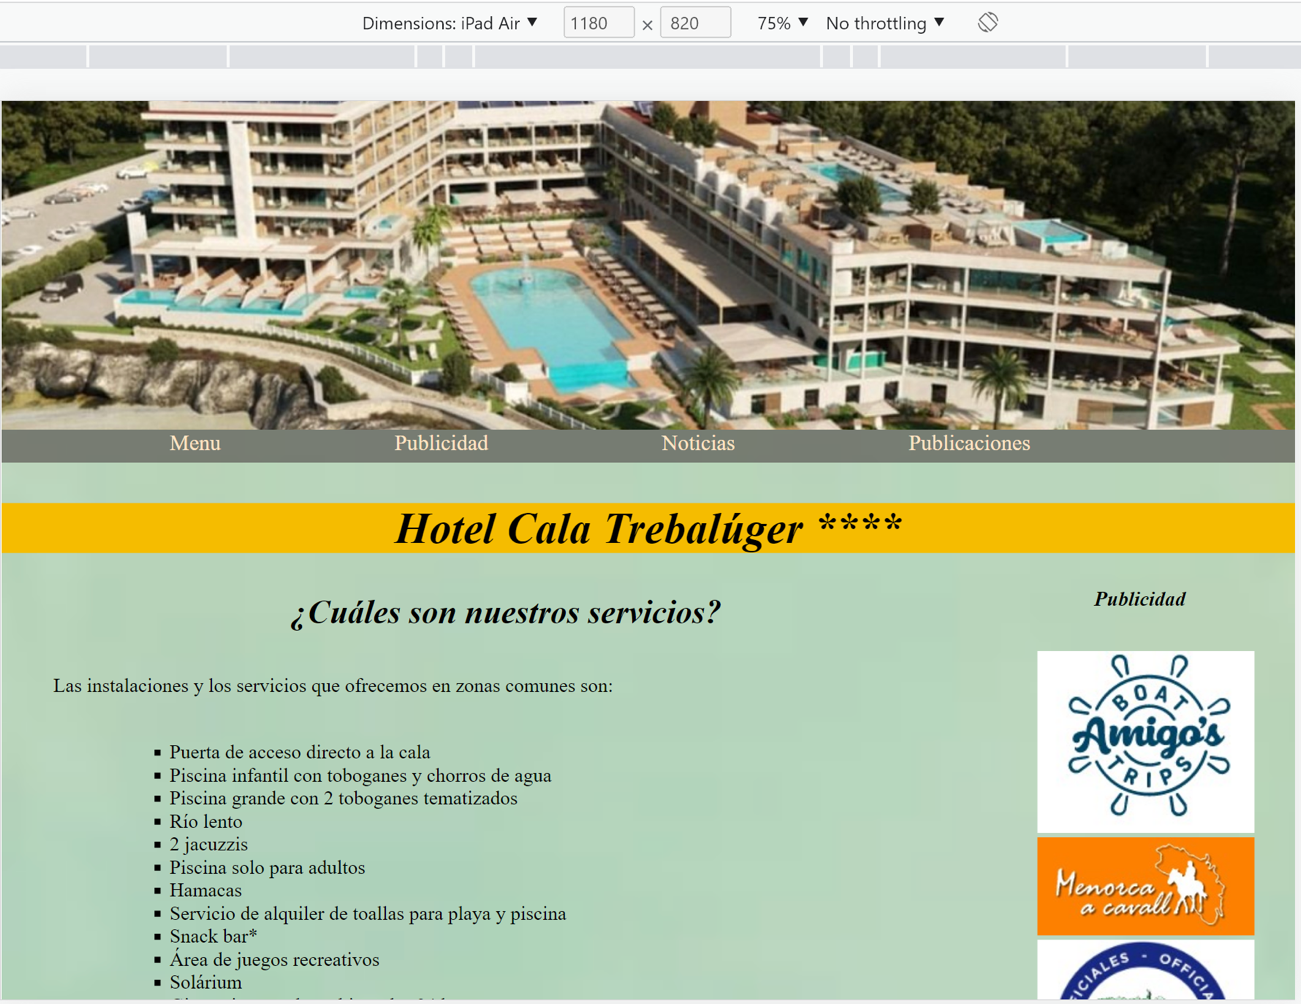 Dimensions: iPad Air ▼ 1180 × 820 75% ▼ No throttling ▼
Menu Publicidad Noticias Publicaciones
Hotel Cala Trebalúger ****
¿Cuáles son nuestros servicios?
Las instalaciones y los servicios que ofrecemos en zonas comunes son:
▪ Puerta de acceso directo a la cala
▪ Piscina infantil con toboganes y chorros de agua
▪ Piscina grande con 2 toboganes tematizados
▪ Río lento
▪ 2 jacuzzis
▪ Piscina solo para adultos
▪ Hamacas
▪ Servicio de alquiler de toallas para playa y piscina
▪ Snack bar*
▪ Área de juegos recreativos
▪ Solárium
Publicidad
BOAT
Amigo's
TRIPS
Menorca
a cavall